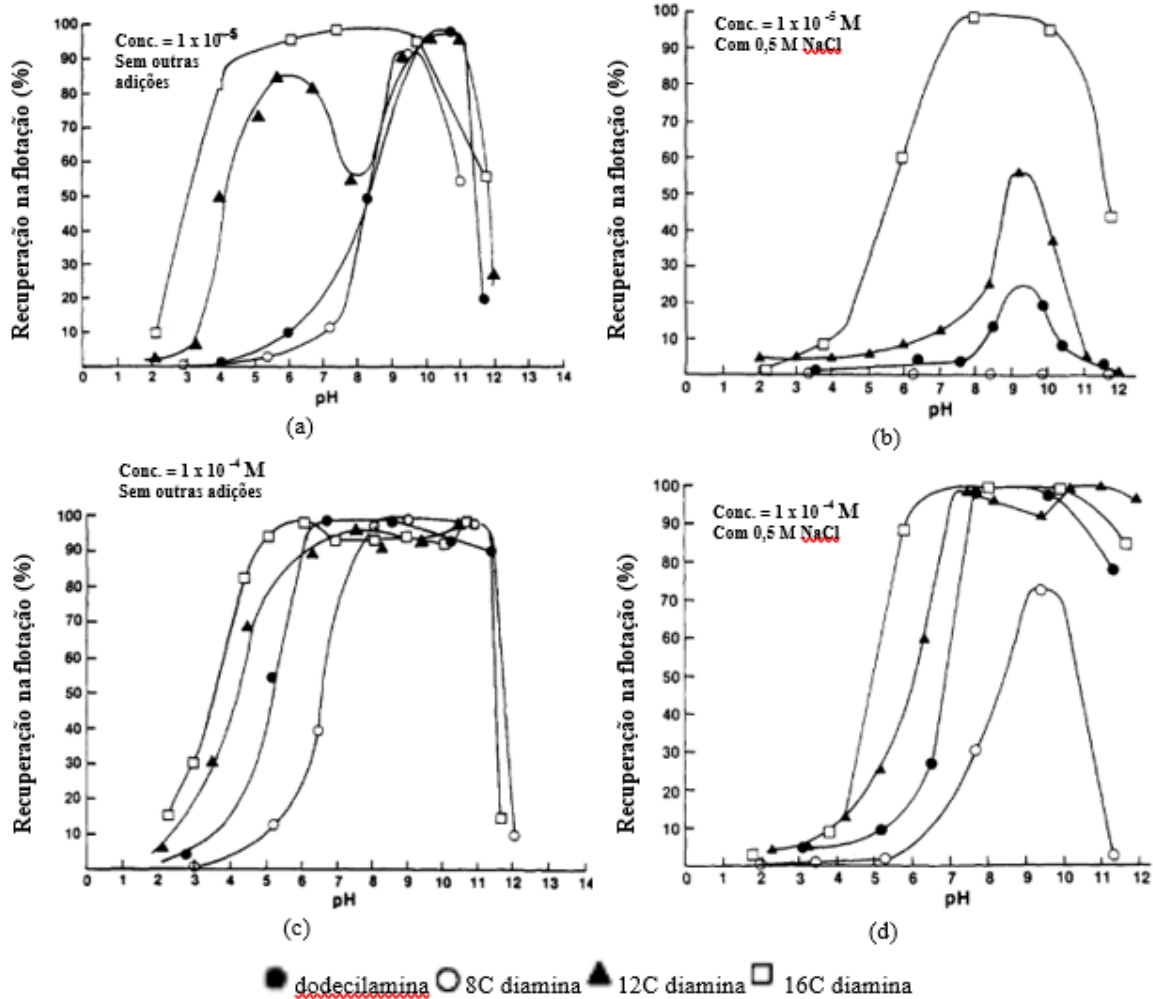 Conc. = 1 x 10⁻⁵
Sem outras
adições
Recuperação na flotação (%)
100
90
80
70
60
50
40
30
20
10
0 1 2 3 4 5 6 7 8 9 10 11 12 13 14
pH
(a)
Conc. = 1 x 10⁻⁵ M
Com 0,5 M NaCl
Recuperação na flotação (%)
100
90
80
70
60
50
40
30
20
10
0 1 2 3 4 5 6 7 8 9 10 11 12
pH
(b)
Conc. = 1 x 10⁻⁴ M
Sem outras adições
Recuperação na flotação (%)
100
90
80
70
60
50
40
30
20
10
0 1 2 3 4 5 6 7 8 9 10 11 12 13 14
pH
(c)
Conc. = 1 x 10⁻⁴ M
Com 0,5 M NaCl
Recuperação na flotação (%)
100
90
80
70
60
50
40
30
20
10
0 1 2 3 4 5 6 7 8 9 10 11 12
pH
(d)
dodecilamina 8C diamina 12C diamina 16C diamina